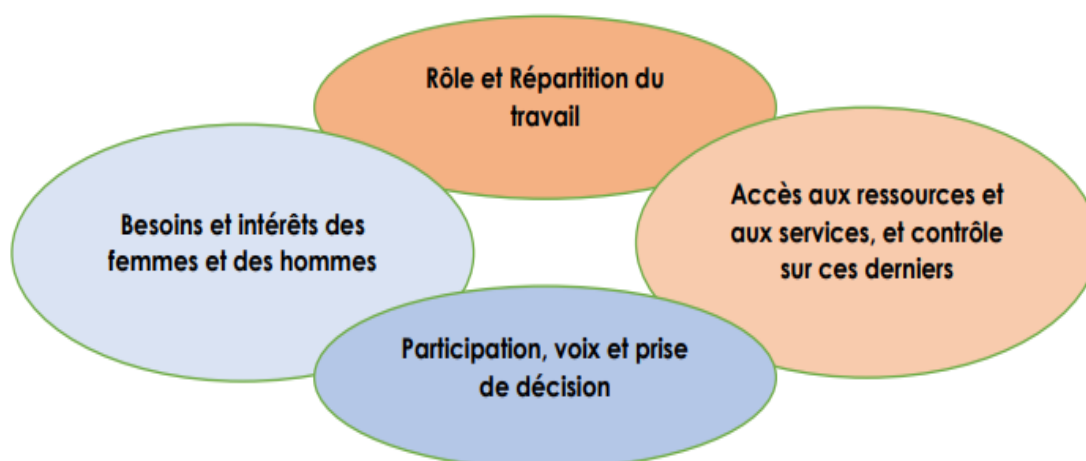 Rôle et Répartition du
travail
Besoins et intérêts des
femmes et des hommes
Accès aux ressources et
aux services, et contrôle
sur ces derniers
Participation, voix et prise
de décision